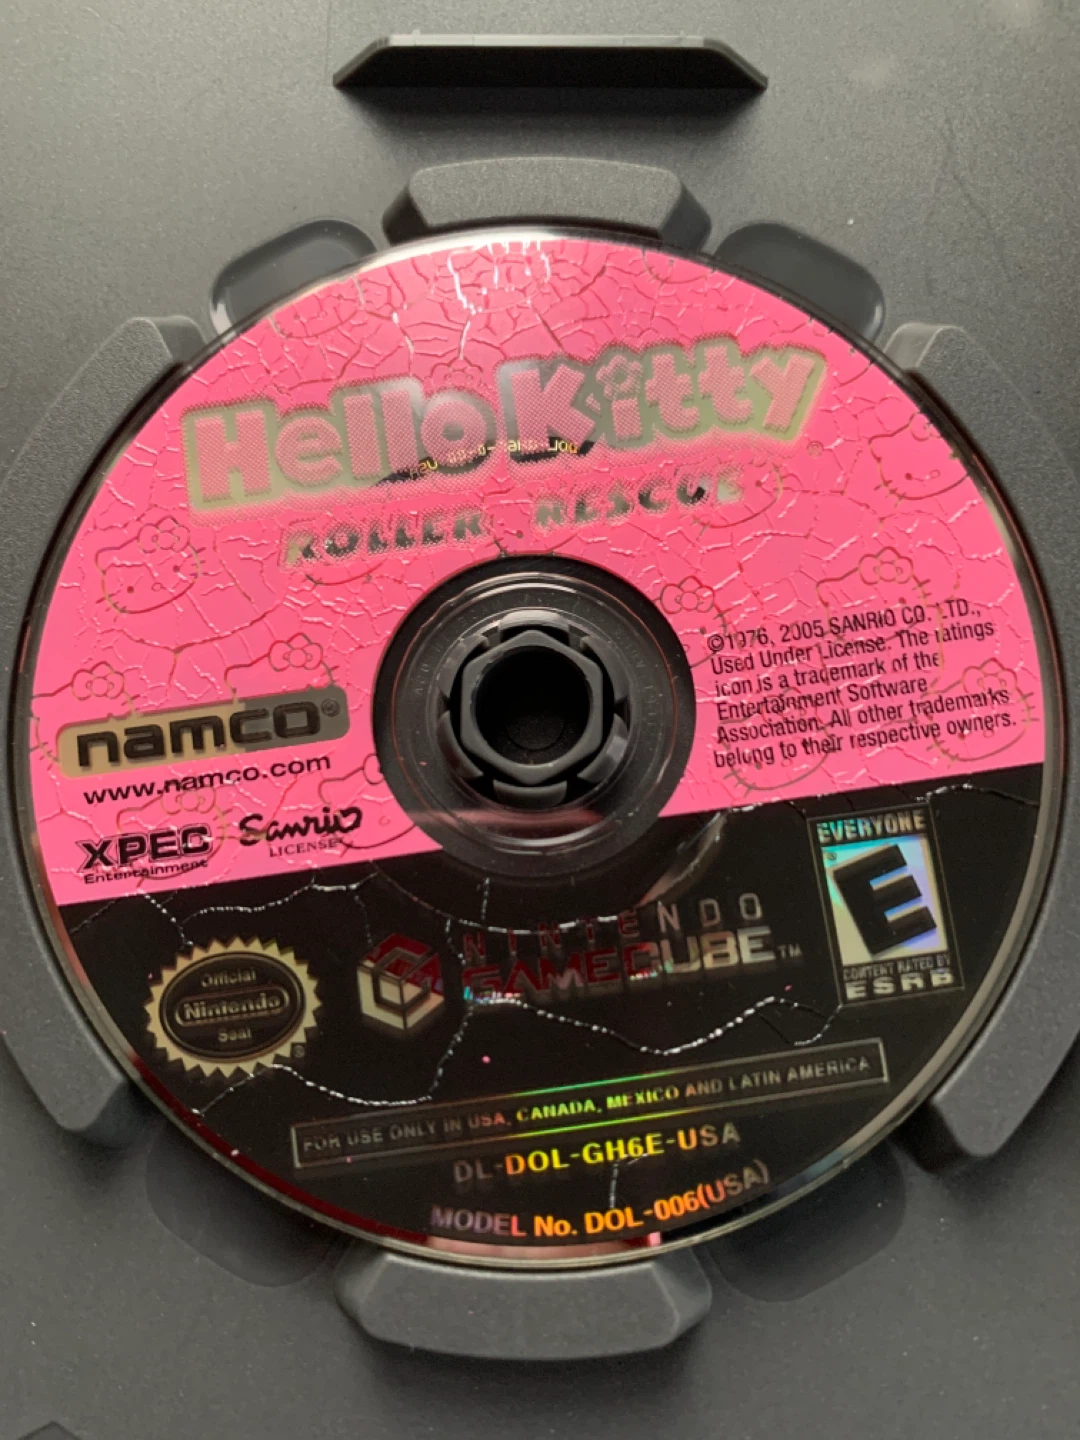 Hello Kitty®
ROLLER RESCUE
©1976, 2005 SANRIO CO. LTD.,
Used Under License. The ratings
icon is a trademark of the
Entertainment Software
Association. All other trademarks
belong to their respective owners.
namco®
www.namco.com
XPEC
Entertainment
Sanrio
LICENSE
EVERYONE
E
CONTENT RATED BY
ESRB
NINTENDO
GAMECUBE™
Official
Nintendo
Seal
®
FOR USE ONLY IN USA, CANADA, MEXICO AND LATIN AMERICA
DL-DOL-GH6E-USA
MODEL No. DOL-006(USA)